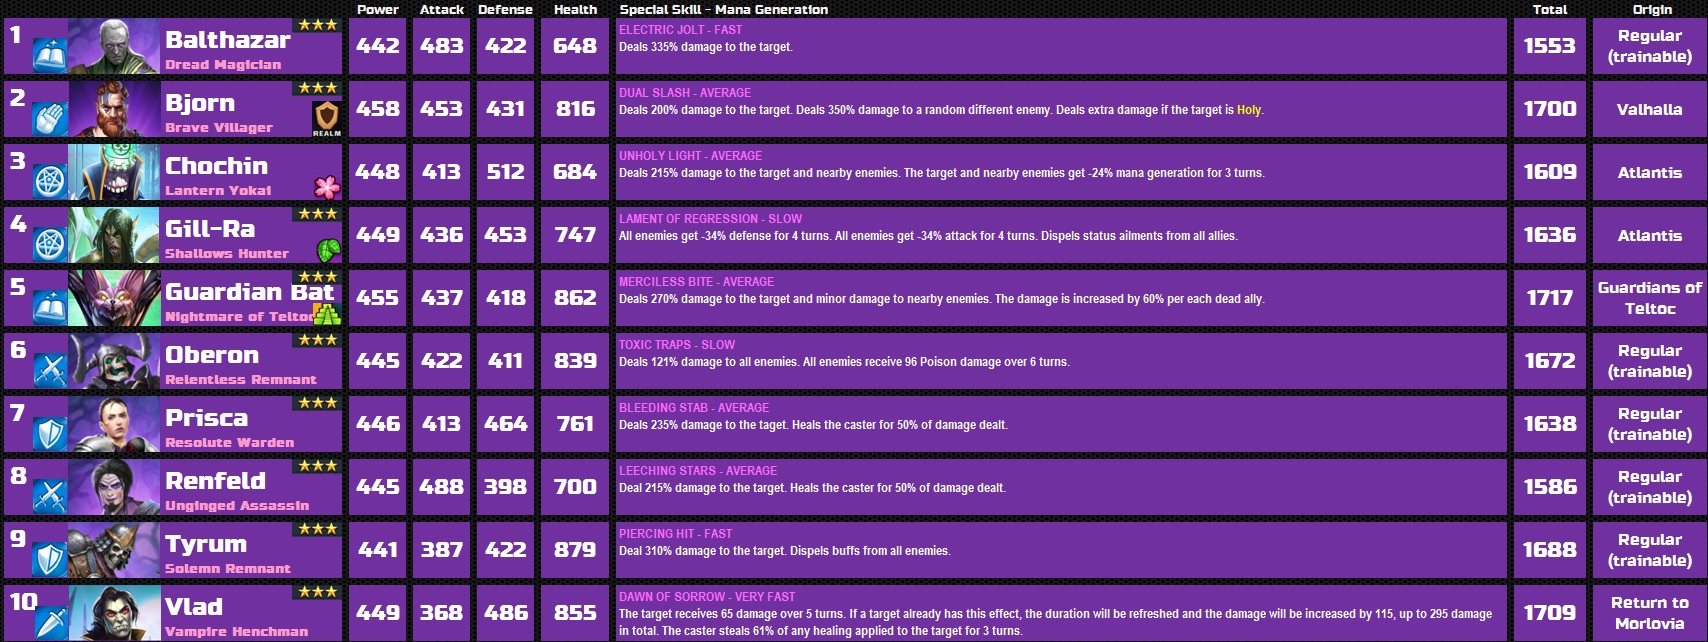 Power Attack Defense Health Special Skill - Mana Generation Total Origin
1 Balthazar 442 483 422 648 1553
Dread Magician
ELECTRIC JOLT - FAST
Deals 335% damage to the target.
Regular
(trainable)
2 Bjorn 458 453 431 816 1700
Brave Villager
REALM
DUAL SLASH - AVERAGE
Deals 200% damage to the target. Deals 350% damage to a random different enemy. Deals extra damage if the target is Holy.
Valhalla
3 Chochin 448 413 512 684 1609
Lantern Yokai
UNHOLY LIGHT - AVERAGE
Deals 215% damage to the target and nearby enemies. The target and nearby enemies get -24% mana generation for 3 turns.
Atlantis
4 Gill-Ra 449 436 453 747 1636
Shallows Hunter
LAMENT OF REGRESSION - SLOW
All enemies get -34% defense for 4 turns. All enemies get -34% attack for 4 turns. Dispels status ailments from all allies.
Atlantis
5 Guardian Bat 455 437 418 862 1717
Nightmare of Teltoc
MERCILESS BITE - AVERAGE
Deals 270% damage to the target and minor damage to nearby enemies. The damage is increased by 60% per each dead ally.
Guardians of
Teltoc
6 Oberon 445 422 411 839 1672
Relentless Remnant
TOXIC TRAPS - SLOW
Deals 121% damage to all enemies. All enemies receive 96 Poison damage over 6 turns.
Regular
(trainable)
7 Prisca 446 413 464 761 1638
Resolute Warden
BLEEDING STAB - AVERAGE
Deals 235% damage to the taget. Heals the caster for 50% of damage dealt.
Regular
(trainable)
8 Renfeld 445 488 398 700 1586
Unginged Assassin
LEECHING STARS - AVERAGE
Deal 215% damage to the target. Heals the caster for 50% of damage dealt.
Regular
(trainable)
9 Tyrum 441 387 422 879 1688
Solemn Remnant
PIERCING HIT - FAST
Deal 310% damage to the target. Dispels buffs from all enemies.
Regular
(trainable)
10 Vlad 449 368 486 855 1709
Vampire Henchman
DAWN OF SORROW - VERY FAST
The target receives 65 damage over 5 turns. If a target already has this effect, the duration will be refreshed and the damage will be increased by 115, up to 295 damage
in total. The caster steals 61% of any healing applied to the target for 3 turns.
Return to
Morlovia